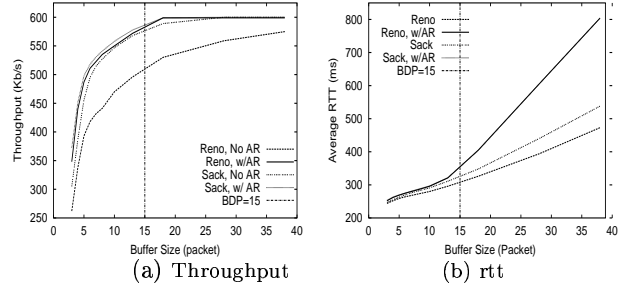 600
550
500
450
400
350
300
250
0 5 10 15 20 25 30 35 40
Throughput (Kb/s)
Buffer Size (packet)
Reno, No AR
Reno, w/AR
Sack, No AR
Sack, w/ AR
BDP=15
(a) Throughput
800
700
600
500
400
300
200
0 5 10 15 20 25 30 35 40
Average RTT (ms)
Buffer Size (Packet)
Reno
Reno, w/AR
Sack
Sack, w/AR
BDP=15
(b) rtt